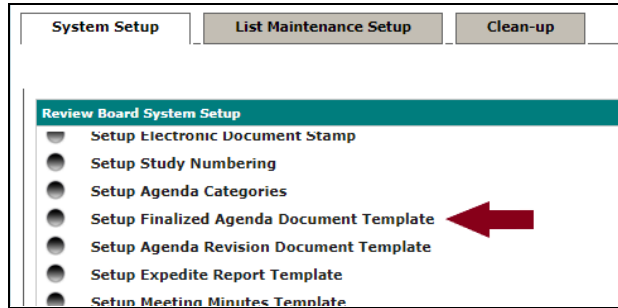 System Setup
List Maintenance Setup
Clean-up
Review Board System Setup
Setup Electronic Document Stamp
Setup Study Numbering
Setup Agenda Categories
Setup Finalized Agenda Document Template
Setup Agenda Revision Document Template
Setup Expedite Report Template
Setup Meeting Minutes Template